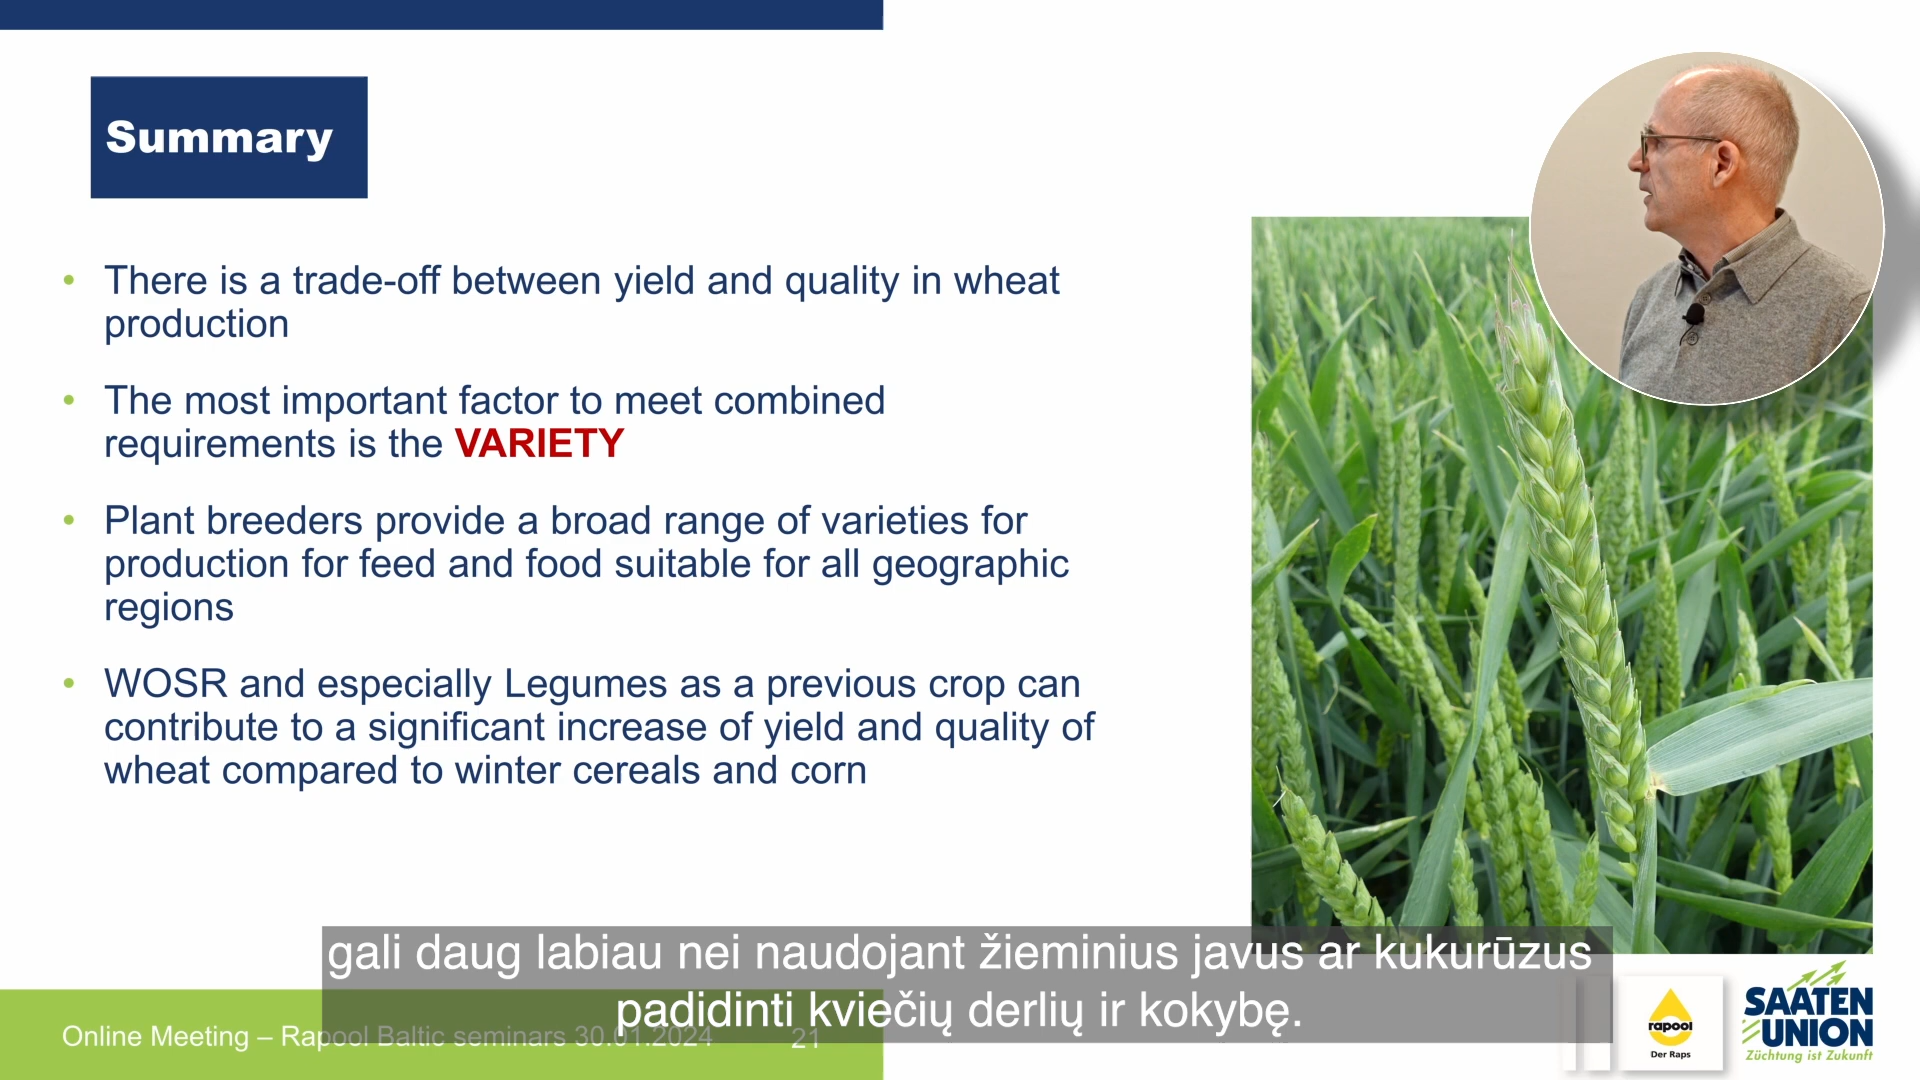 Summary
• There is a trade-off between yield and quality in wheat
production
• The most important factor to meet combined
requirements is the VARIETY
• Plant breeders provide a broad range of varieties for
production for feed and food suitable for all geographic
regions
• WOSR and especially Legumes as a previous crop can
contribute to a significant increase of yield and quality of
wheat compared to winter cereals and corn
gali daug labiau nei naudojant žieminius javus ar kukurūzus
padidinti kviečių derlių ir kokybę.
Online Meeting – Rapool Baltic seminars 30.01.2024
21
rapool
Der Raps
SAATEN
UNION
Züchtung ist Zukunft